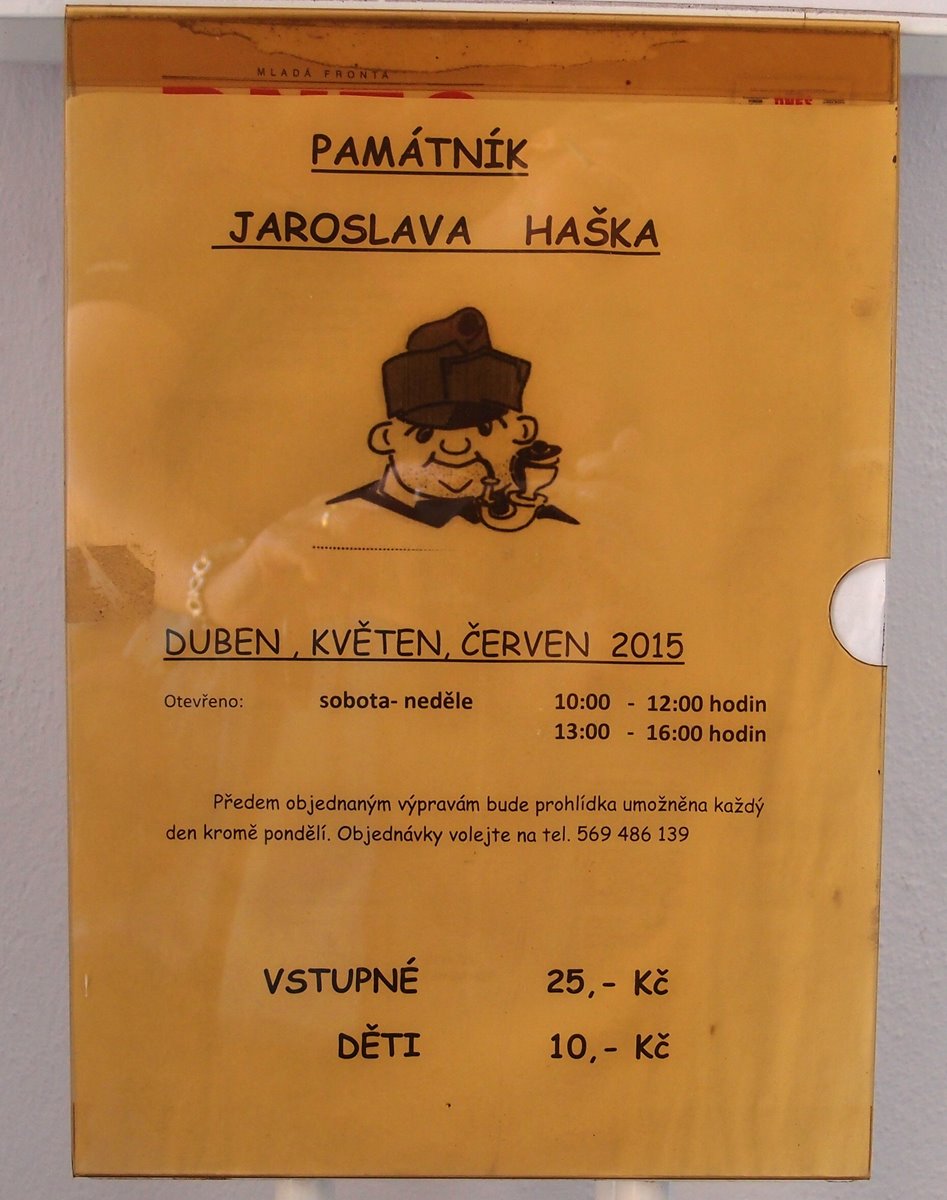 MLADÁ FRONTA
DNES
PAMÁTNÍK
JAROSLAVA HAŠKA
DUBEN , KVĚTEN, ČERVEN 2015
Otevřeno: sobota- neděle 10:00 - 12:00 hodin
13:00 - 16:00 hodin
Předem objednaným výpravám bude prohlídka umožněna každý
den kromě pondělí. Objednávky volejte na tel. 569 486 139
VSTUPNÉ 25,- Kč
DĚTI 10,- Kč